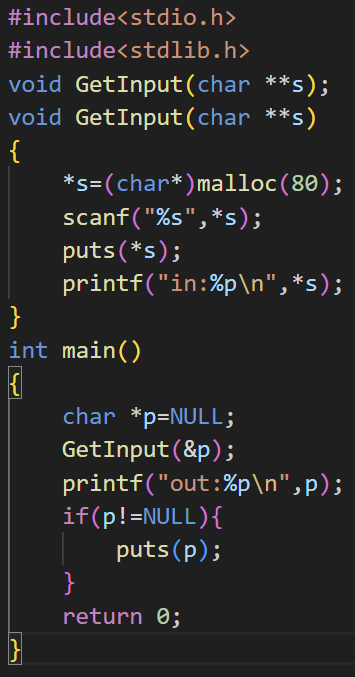 #include<stdio.h>
#include<stdlib.h>
void GetInput(char **s);
void GetInput(char **s)
{
    *s=(char*)malloc(80);
    scanf("%s",*s);
    puts(*s);
    printf("in:%p\n",*s);
}
int main()
{
    char *p=NULL;
    GetInput(&p);
    printf("out:%p\n",p);
    if(p!=NULL){
        puts(p);
    }
    return 0;
}